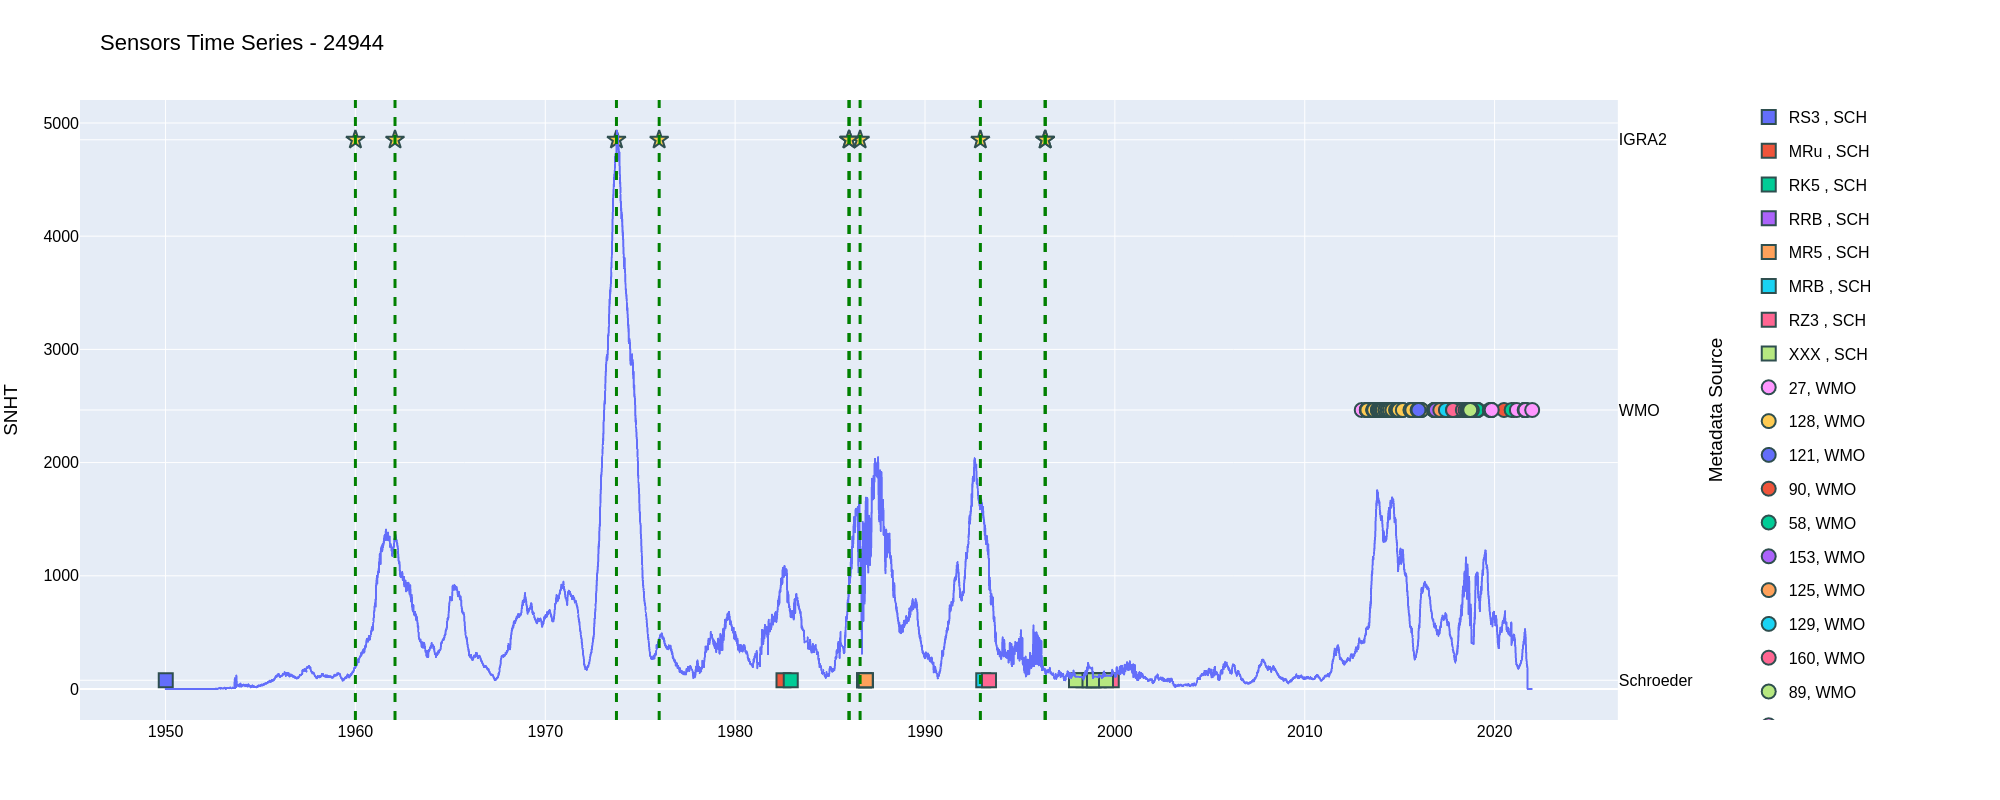 Sensors Time Series - 24944
5000
4000
3000
2000
1000
0
SNHT
1950
1960
1970
1980
1990
2000
2010
2020
IGRA2
WMO
Schroeder
Metadata Source
RS3 , SCH
MRu , SCH
RK5 , SCH
RRB , SCH
MR5 , SCH
MRB , SCH
RZ3 , SCH
XXX , SCH
27, WMO
128, WMO
121, WMO
90, WMO
58, WMO
153, WMO
125, WMO
129, WMO
160, WMO
89, WMO